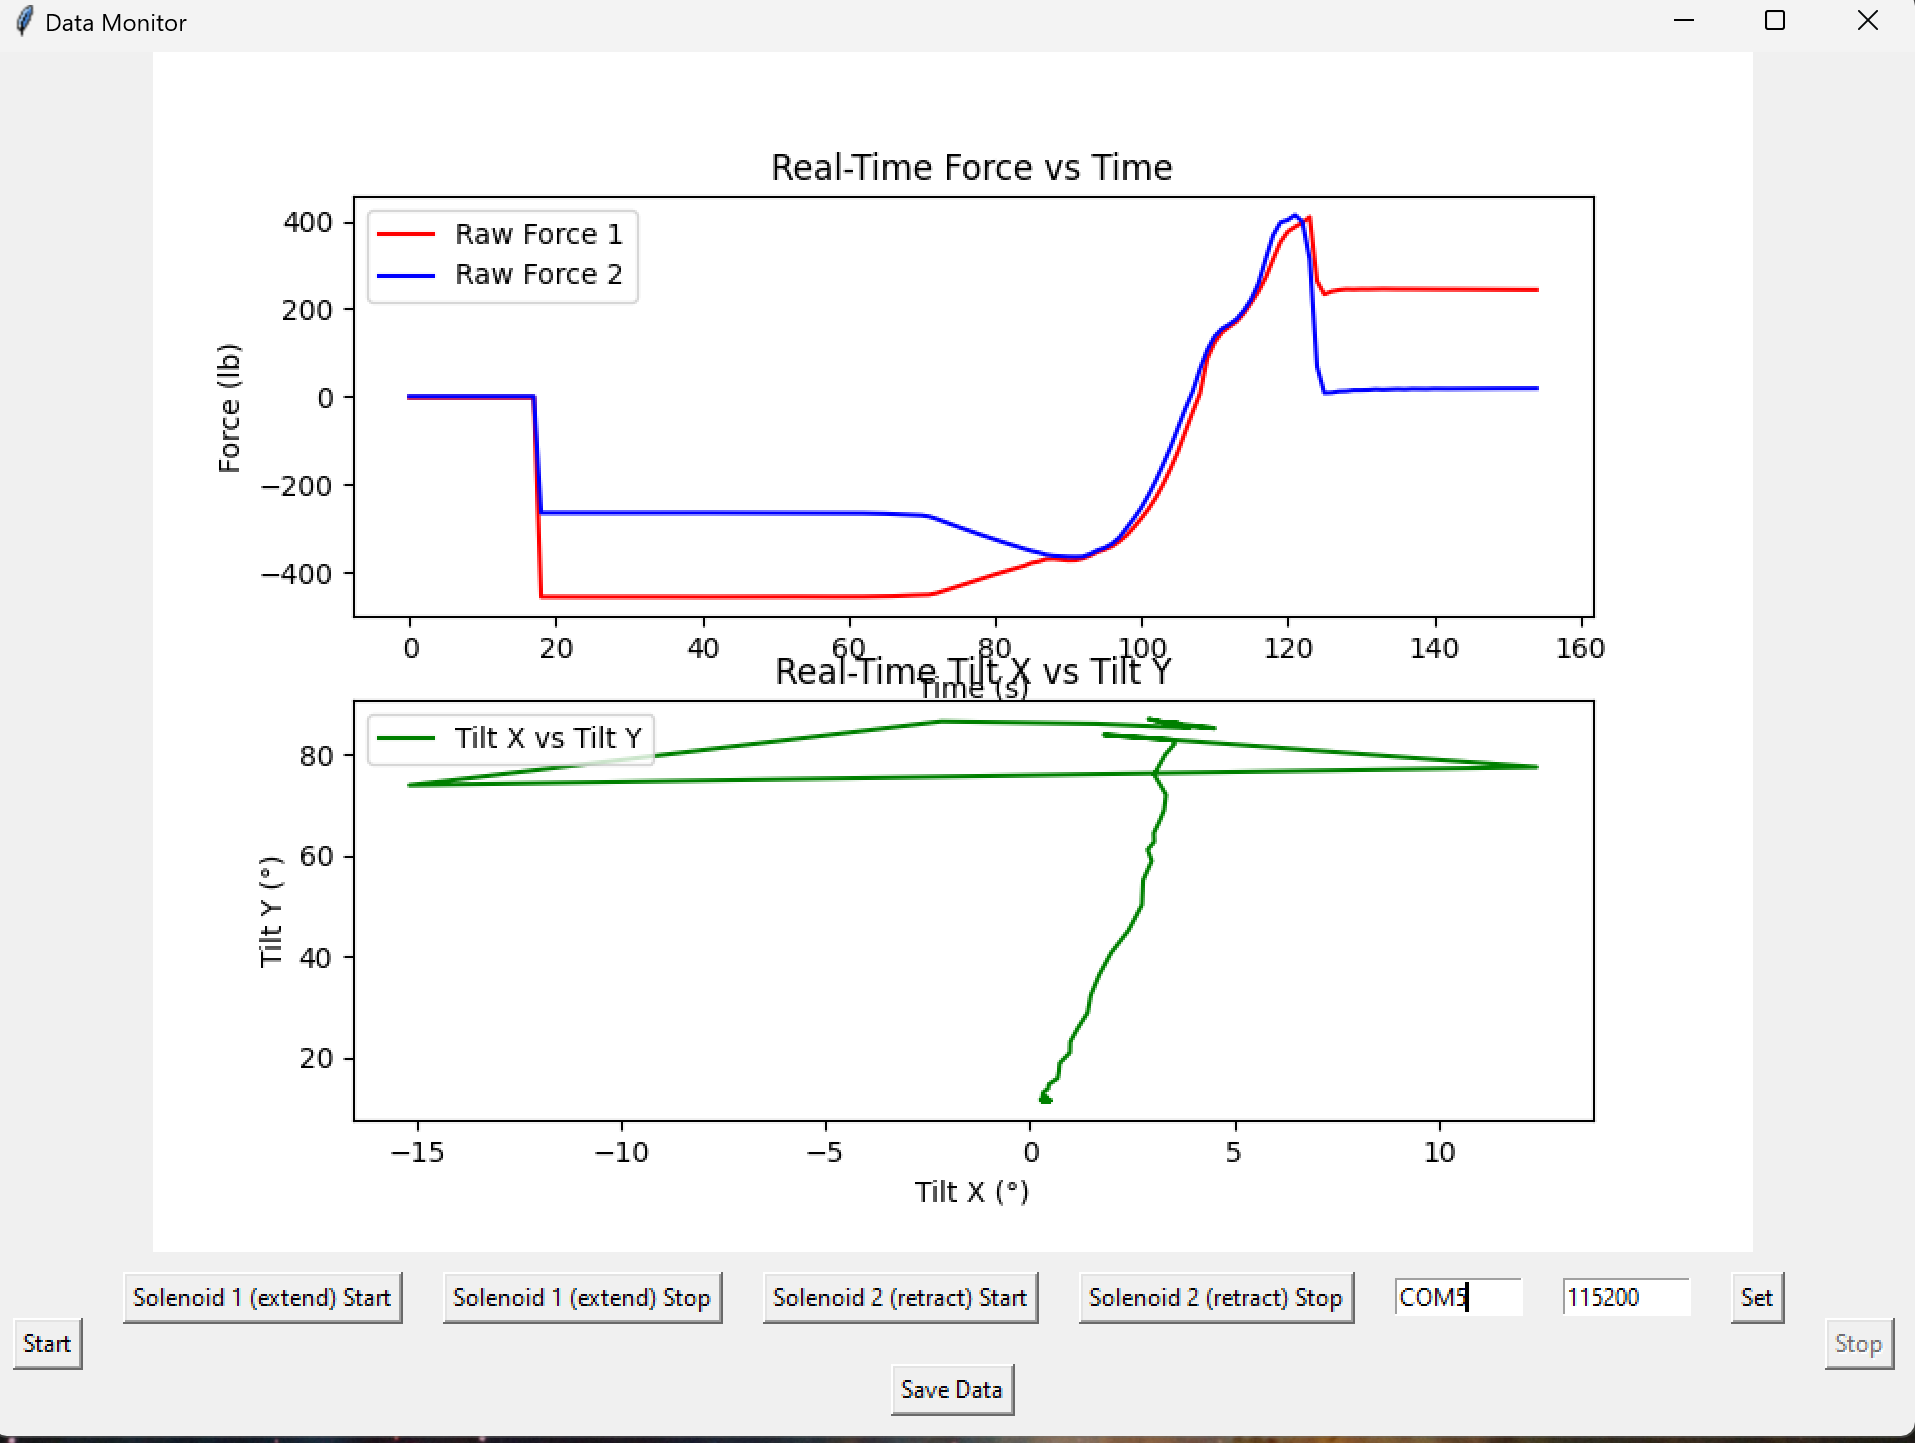 Data Monitor
Real-Time Force vs Time
Raw Force 1
Raw Force 2
Force (lb)
400
200
0
−200
−400
0 20 40 60 80 100 120 140 160
Time (s)
Real-Time Tilt X vs Tilt Y
Tilt X vs Tilt Y
Tilt Y (°)
80
60
40
20
−15 −10 −5 0 5 10
Tilt X (°)
Solenoid 1 (extend) Start Solenoid 1 (extend) Stop Solenoid 2 (retract) Start Solenoid 2 (retract) Stop COM5 115200 Set
Start Stop
Save Data